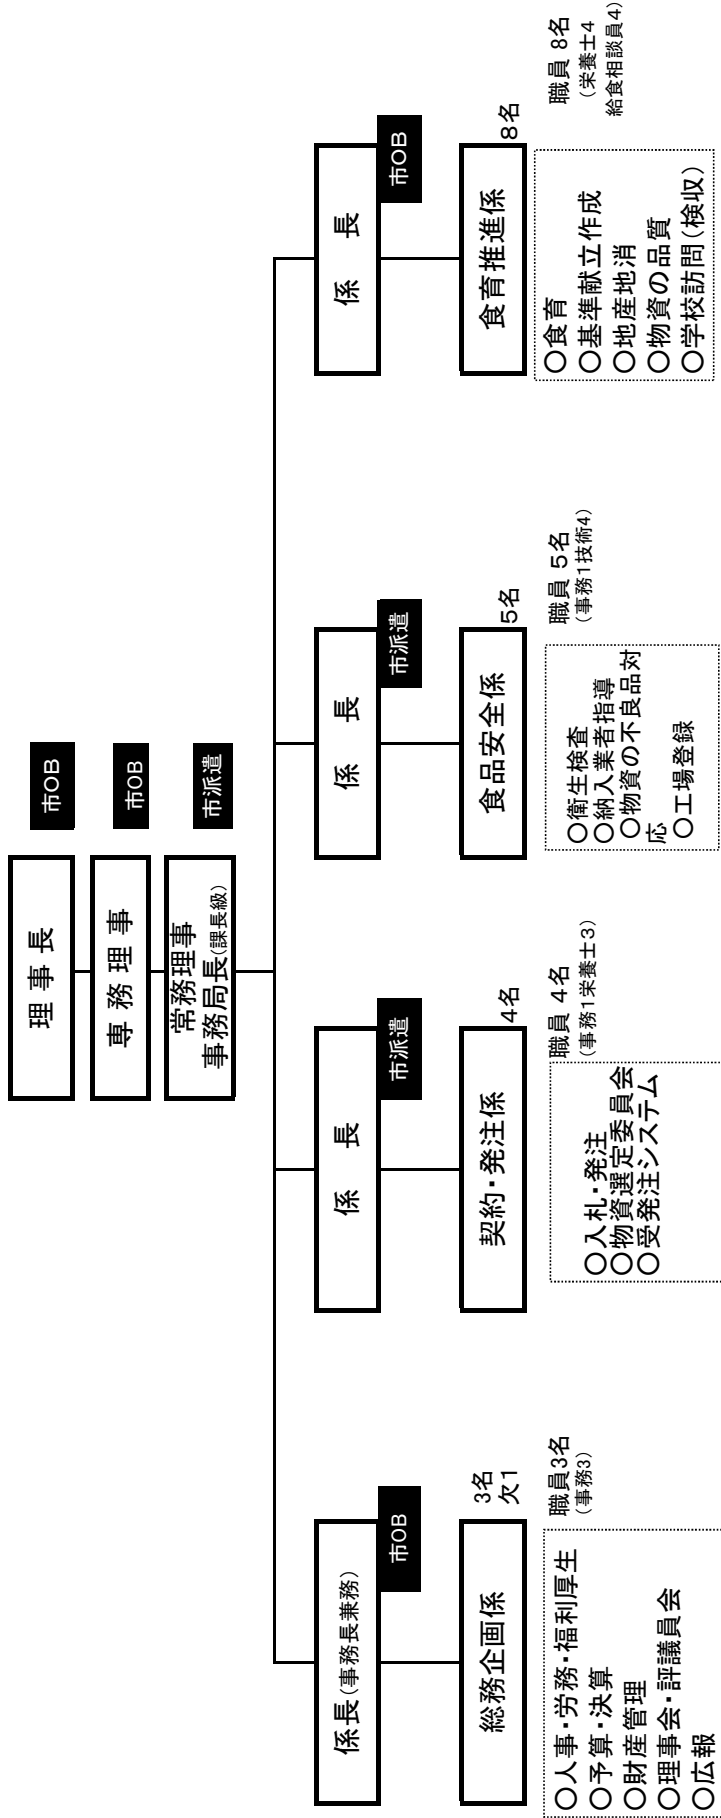 理事長
市OB
専務理事
市OB
常務理事
事務局長(課長級)
市派遣
係長(事務長兼務)
市OB
総務企画係
3名
欠1
職員3名
(事務3)
○人事・労務・福利厚生
○予算・決算
○財産管理
○理事会・評議員会
○広報
係　長
市派遣
契約・発注係
4名
職員 4名
(事務1栄養士3)
○入札・発注
○物資選定委員会
○受発注システム
係　長
市派遣
食品安全係
5名
職員 5名
(事務1技術4)
○衛生検査
○納入業者指導
○物資の不良品対
応
○工場登録
係　長
市OB
食育推進係
8名
職員 8名
(栄養士4
給食相談員4)
○食育
○基準献立作成
○地産地消
○物資の品質
○学校訪問(検収)